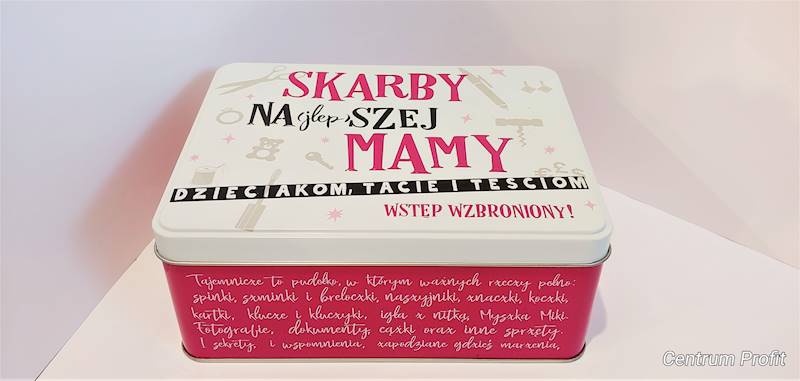 SKARBY
NAjlepSZEJ
MAMY
DZIECIAKOM, TACIE I TEŚCIOM
WSTĘP WZBRONIONY!
Tajemnicze to pudełko, w którym ważnych rzeczy pełno:
spinki, szminki i breloczki, naszyjniki, znaczki, koczki,
kartki, klucze i kluczyki, igła z nitką, Myszka Miki.
Fotografie, dokumenty, cążki oraz inne sprzęty.
I sekrety, i wspomnienia, zapodziane gdzieś marzenia,
Centrum Profit